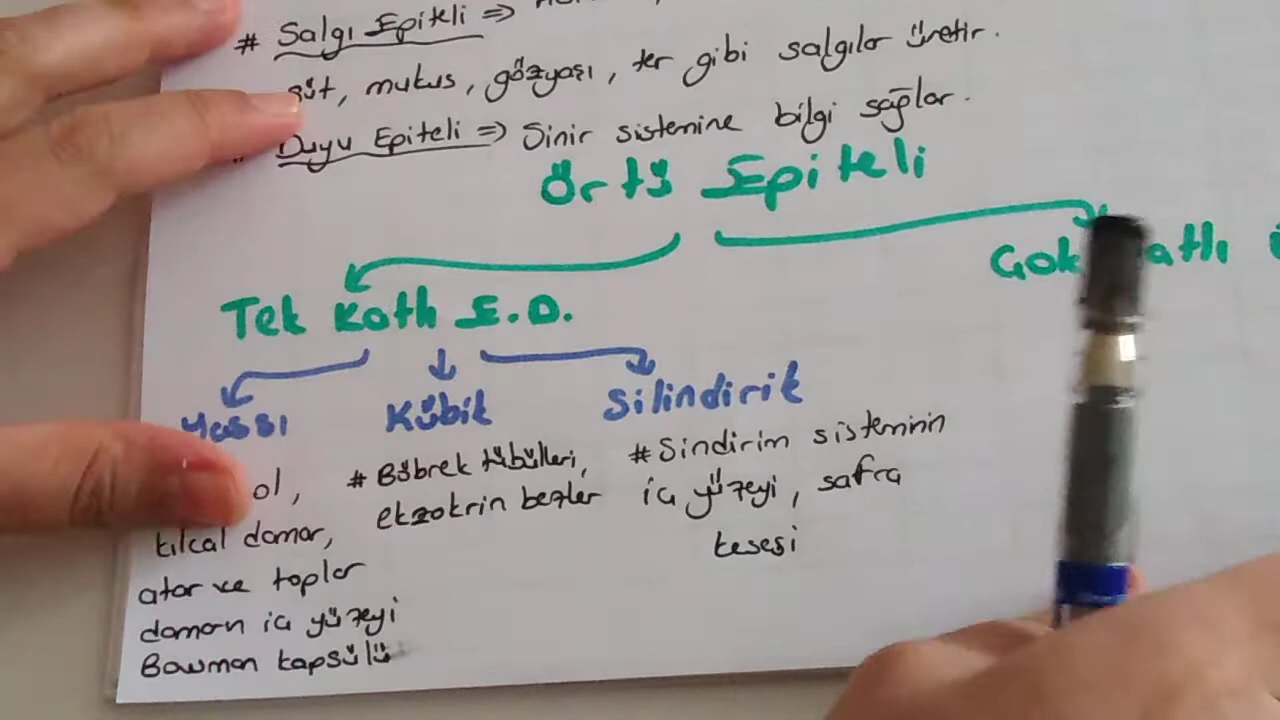 # Salgı Epiteli =>
süt, mukus, gözyaşı, ter gibi salgılar üretir.
Duyu Epiteli => Sinir sistemine bilgi sağlar.
Örtü Epiteli
Tek Katlı E.D.
Yassı Kübik Silindirik
# Böbrek tübülleri,
ekzokrin bezler
# Sindirim sisteminin
iç yüzeyi, safra
kesesi
kılcal damar,
atar ve toplar
damarın iç yüzeyi
Bowman kapsülü